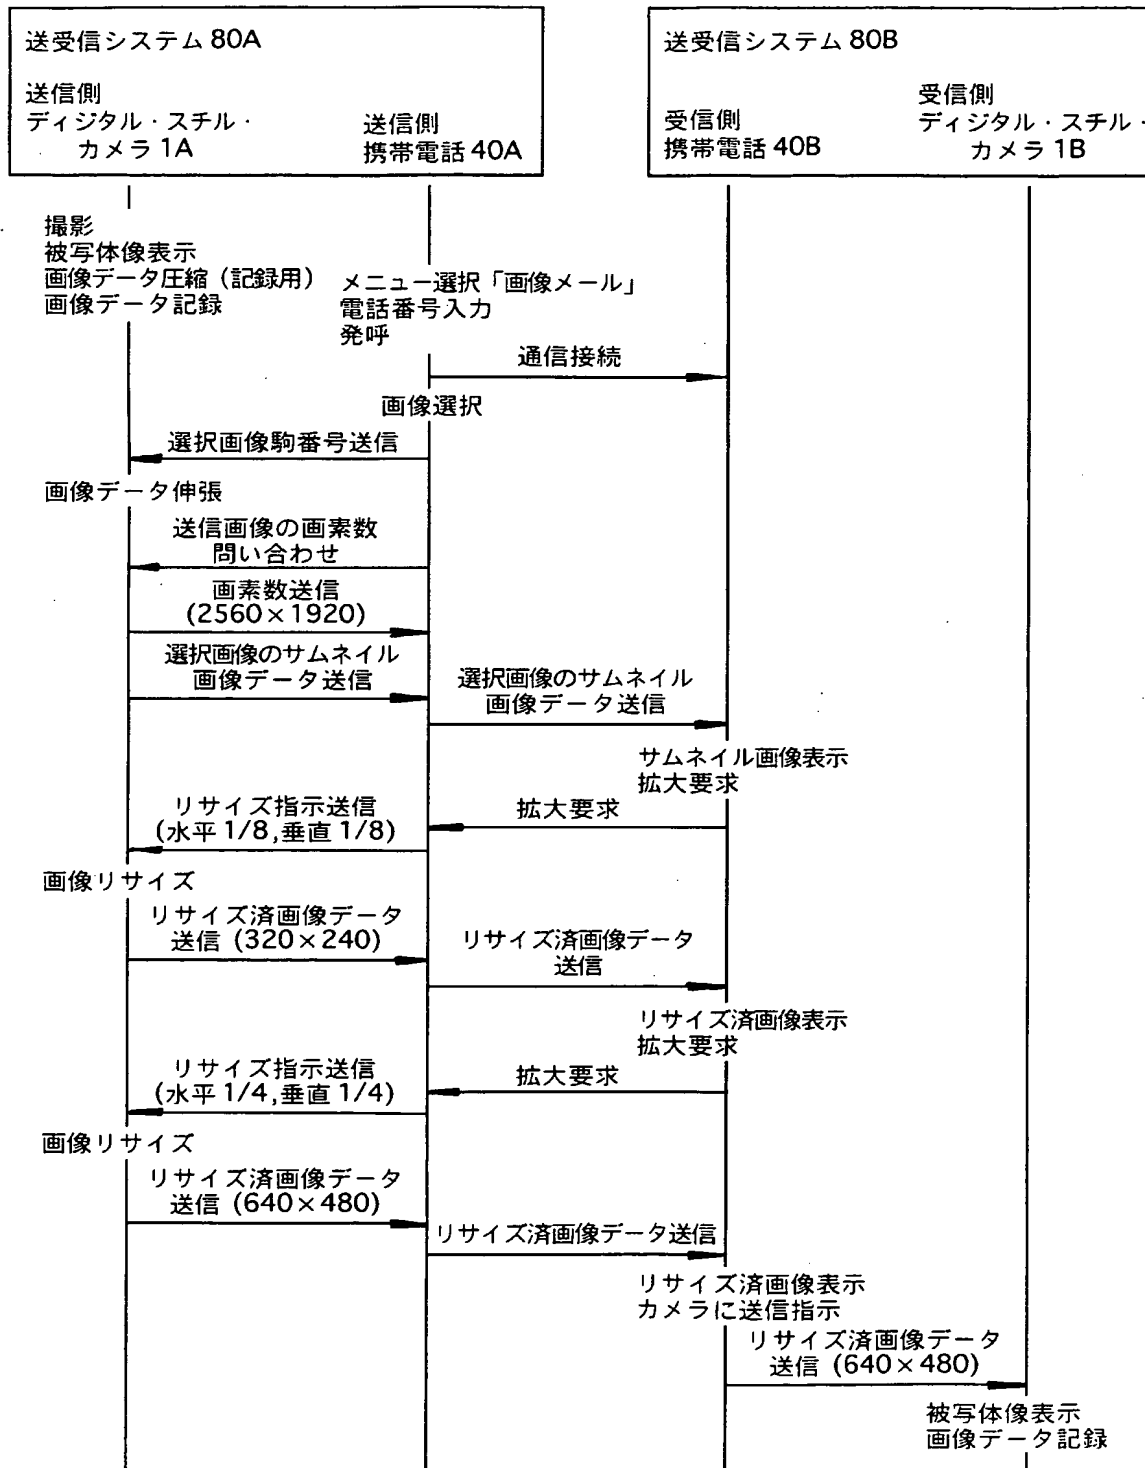 送受信システム 80A
送信側
ディジタル・スチル・
カメラ 1A
送信側
携帯電話 40A
送受信システム 80B
受信側
携帯電話 40B
受信側
ディジタル・スチル・
カメラ 1B
撮影
被写体像表示
画像データ圧縮（記録用）
画像データ記録
メニュー選択「画像メール」
電話番号入力
発呼
通信接続
画像選択
選択画像駒番号送信
画像データ伸張
送信画像の画素数
問い合わせ
画素数送信
(2560×1920)
選択画像のサムネイル
画像データ送信
選択画像のサムネイル
画像データ送信
サムネイル画像表示
拡大要求
拡大要求
リサイズ指示送信
(水平 1/8,垂直 1/8)
画像リサイズ
リサイズ済画像データ
送信 (320×240)
リサイズ済画像データ
送信
リサイズ済画像表示
拡大要求
拡大要求
リサイズ指示送信
(水平 1/4,垂直 1/4)
画像リサイズ
リサイズ済画像データ
送信 (640×480)
リサイズ済画像データ送信
リサイズ済画像表示
カメラに送信指示
リサイズ済画像データ
送信 (640×480)
被写体像表示
画像データ記録